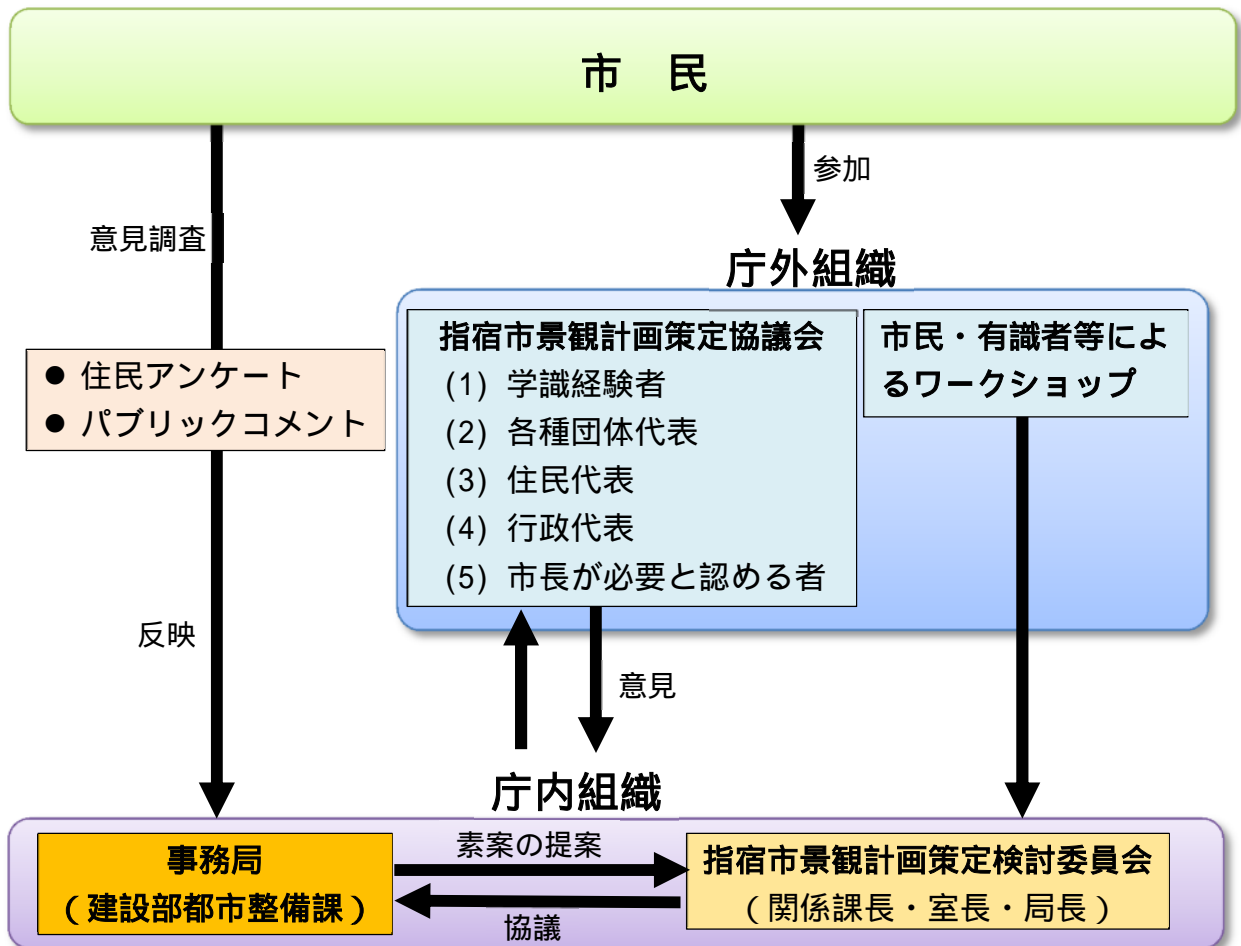 市 民
参加
意見調査
庁外組織
指宿市景観計画策定協議会
(1) 学識経験者
(2) 各種団体代表
(3) 住民代表
(4) 行政代表
(5) 市長が必要と認める者
市民・有識者等によ
るワークショップ
● 住民アンケート
● パブリックコメント
反映
意見
庁内組織
事務局
(建設部都市整備課)
素案の提案
協議
指宿市景観計画策定検討委員会
(関係課長・室長・局長)